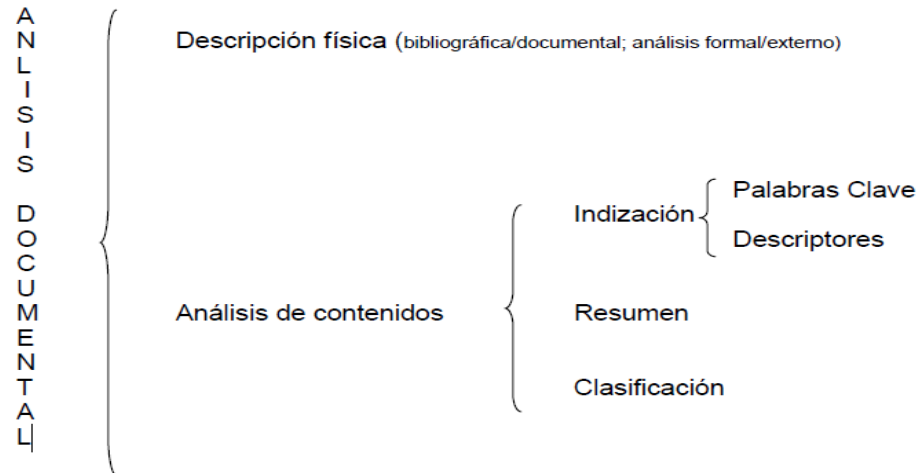 ANLISIS DOCUMENTAL
Descripción física (bibliográfica/documental; análisis formal/externo)
Análisis de contenidos
Indización
Palabras Clave
Descriptores
Resumen
Clasificación